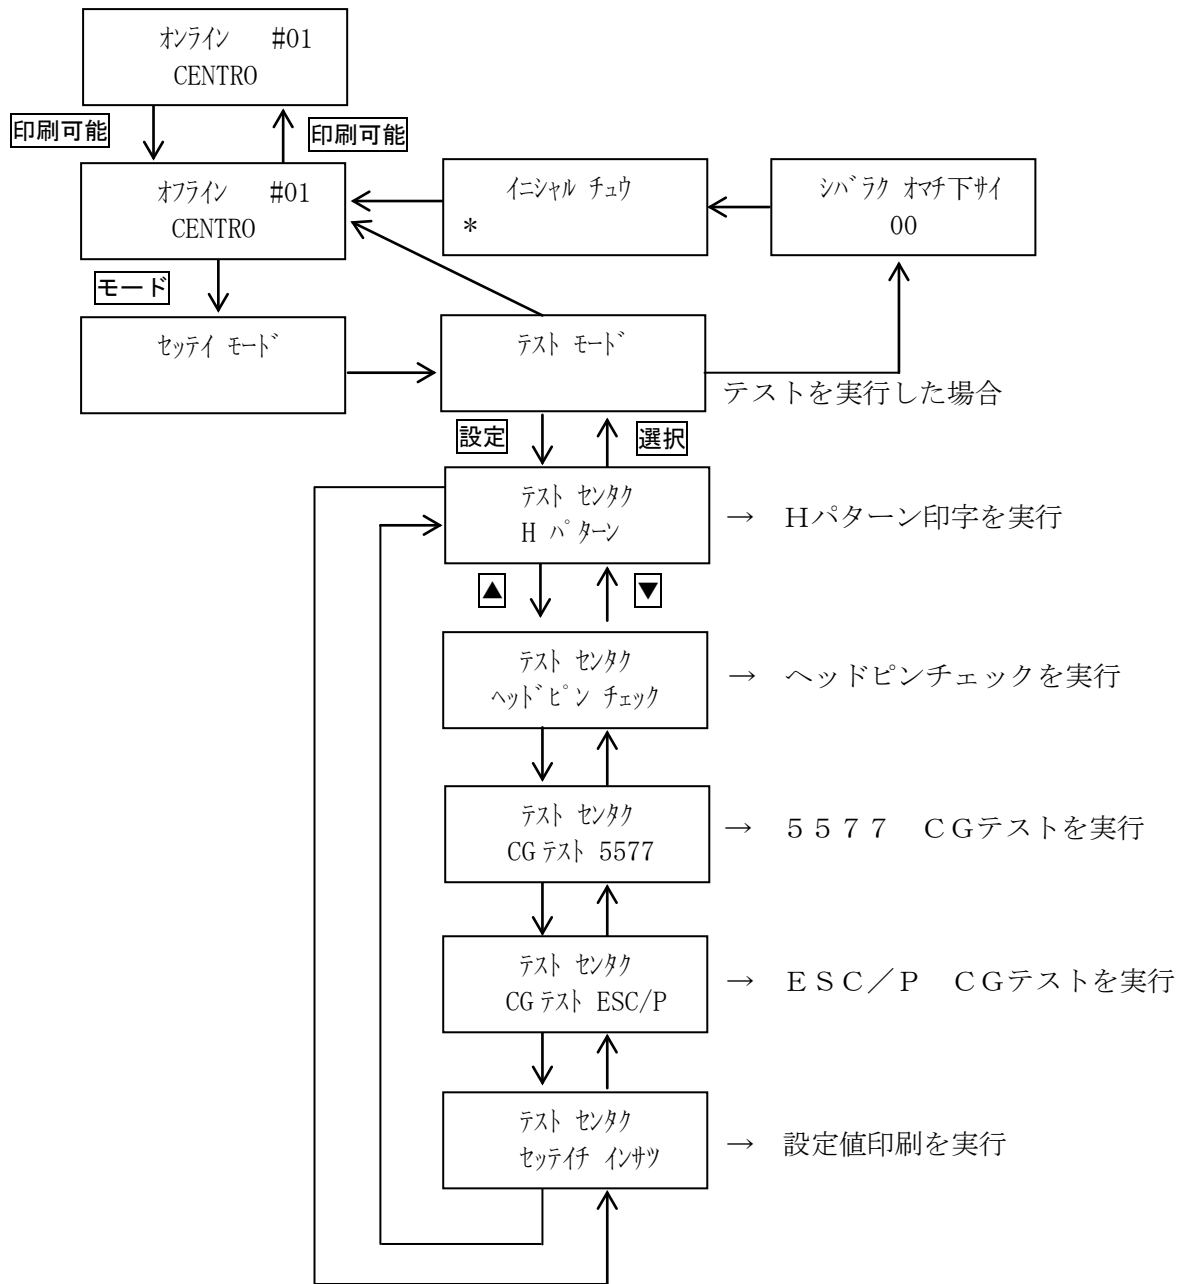 ｵﾝﾗｲﾝ #01
CENTRO
印刷可能
印刷可能
ｵﾌﾗｲﾝ #01
CENTRO
ｲﾆｼｬﾙ ﾁｭｳ
*
ｼﾊﾞﾗｸ ｵﾏﾁ下ｻｲ
00
モード
ｾｯﾃｲ ﾓｰﾄﾞ
ﾃｽﾄ ﾓｰﾄﾞ
テストを実行した場合
設定
選択
ﾃｽﾄ ｾﾝﾀｸ
H ﾊﾟﾀｰﾝ
→ Ｈパターン印字を実行
▲
▼
ﾃｽﾄ ｾﾝﾀｸ
ﾍｯﾄﾞﾋﾟﾝ ﾁｪｯｸ
→ ヘッドピンチェックを実行
ﾃｽﾄ ｾﾝﾀｸ
CG ﾃｽﾄ 5577
→ ５５７７　ＣＧテストを実行
ﾃｽﾄ ｾﾝﾀｸ
CG ﾃｽﾄ ESC/P
→ ＥＳＣ／Ｐ　ＣＧテストを実行
ﾃｽﾄ ｾﾝﾀｸ
ｾｯﾃｲﾁ ｲﾝｻﾂ
→ 設定値印刷を実行